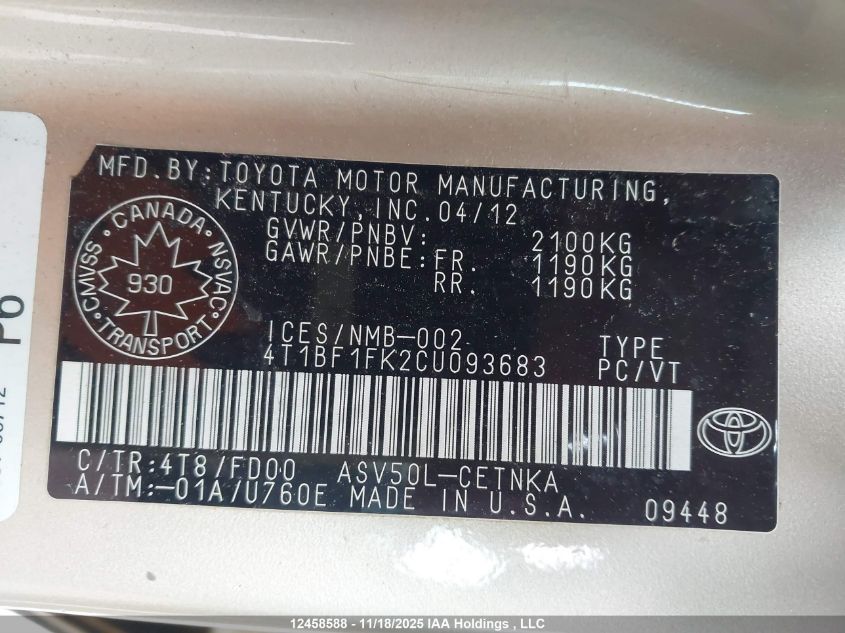 MFD.BY:TOYOTA MOTOR MANUFACTURING,
KENTUCKY,INC.04/12
GVWR/PNBV: 2100KG
GAWR/PNBE:FR. 1190KG
RR. 1190KG
CANADA
CMVSS NSVAC
930
TRANSPORT
P6
ICES/NMB-002
4T1BF1FK2CU093683
TYPE
PC/VT
C/TR:4T8/FD00 ASV50L-CETNKA
A/TM:-01A/U760E MADE IN U.S.A.
09448
12458588 - 11/18/2025 IAA Holdings , LLC